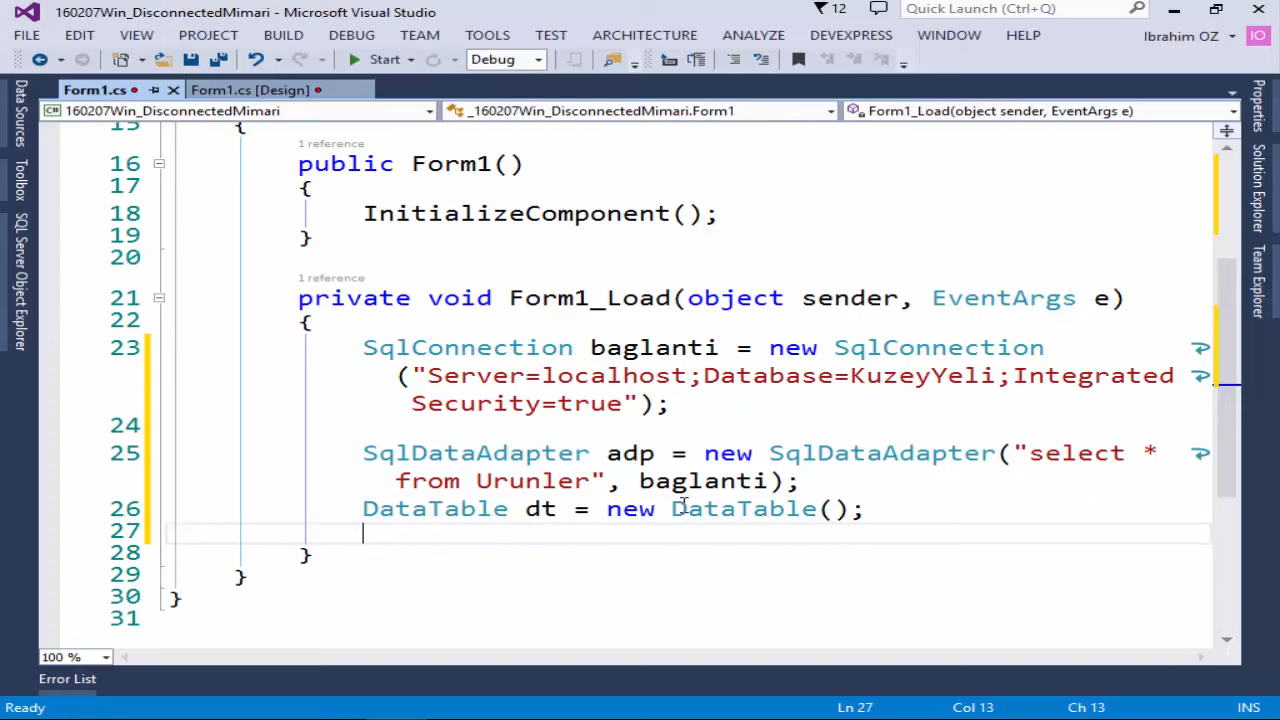 160207Win_DisconnectedMimari - Microsoft Visual Studio
12
Quick Launch (Ctrl+Q)
FILE EDIT VIEW PROJECT BUILD DEBUG TEAM TOOLS TEST ARCHITECTURE ANALYZE DEVEXPRESS WINDOW HELP
Ibrahim OZ IO
Start Debug
Form1.cs Form1.cs [Design]
160207Win_DisconnectedMimari _160207Win_DisconnectedMimari.Form1 Form1_Load(object sender, EventArgs e)
Data Sources
Toolbox
SQL Server Object Explorer
Properties
Solution Explorer
Team Explorer
15 {
1 reference
16 public Form1()
17 {
18 InitializeComponent();
19 }
20
1 reference
21 private void Form1_Load(object sender, EventArgs e)
22 {
23 SqlConnection baglanti = new SqlConnection
("Server=localhost;Database=KuzeyYeli;Integrated
Security=true");
24
25 SqlDataAdapter adp = new SqlDataAdapter("select *
from Urunler", baglanti);
26 DataTable dt = new DataTable();
27
28 }
29 }
30 }
31
100 %
Error List
Ready Ln 27 Col 13 Ch 13 INS